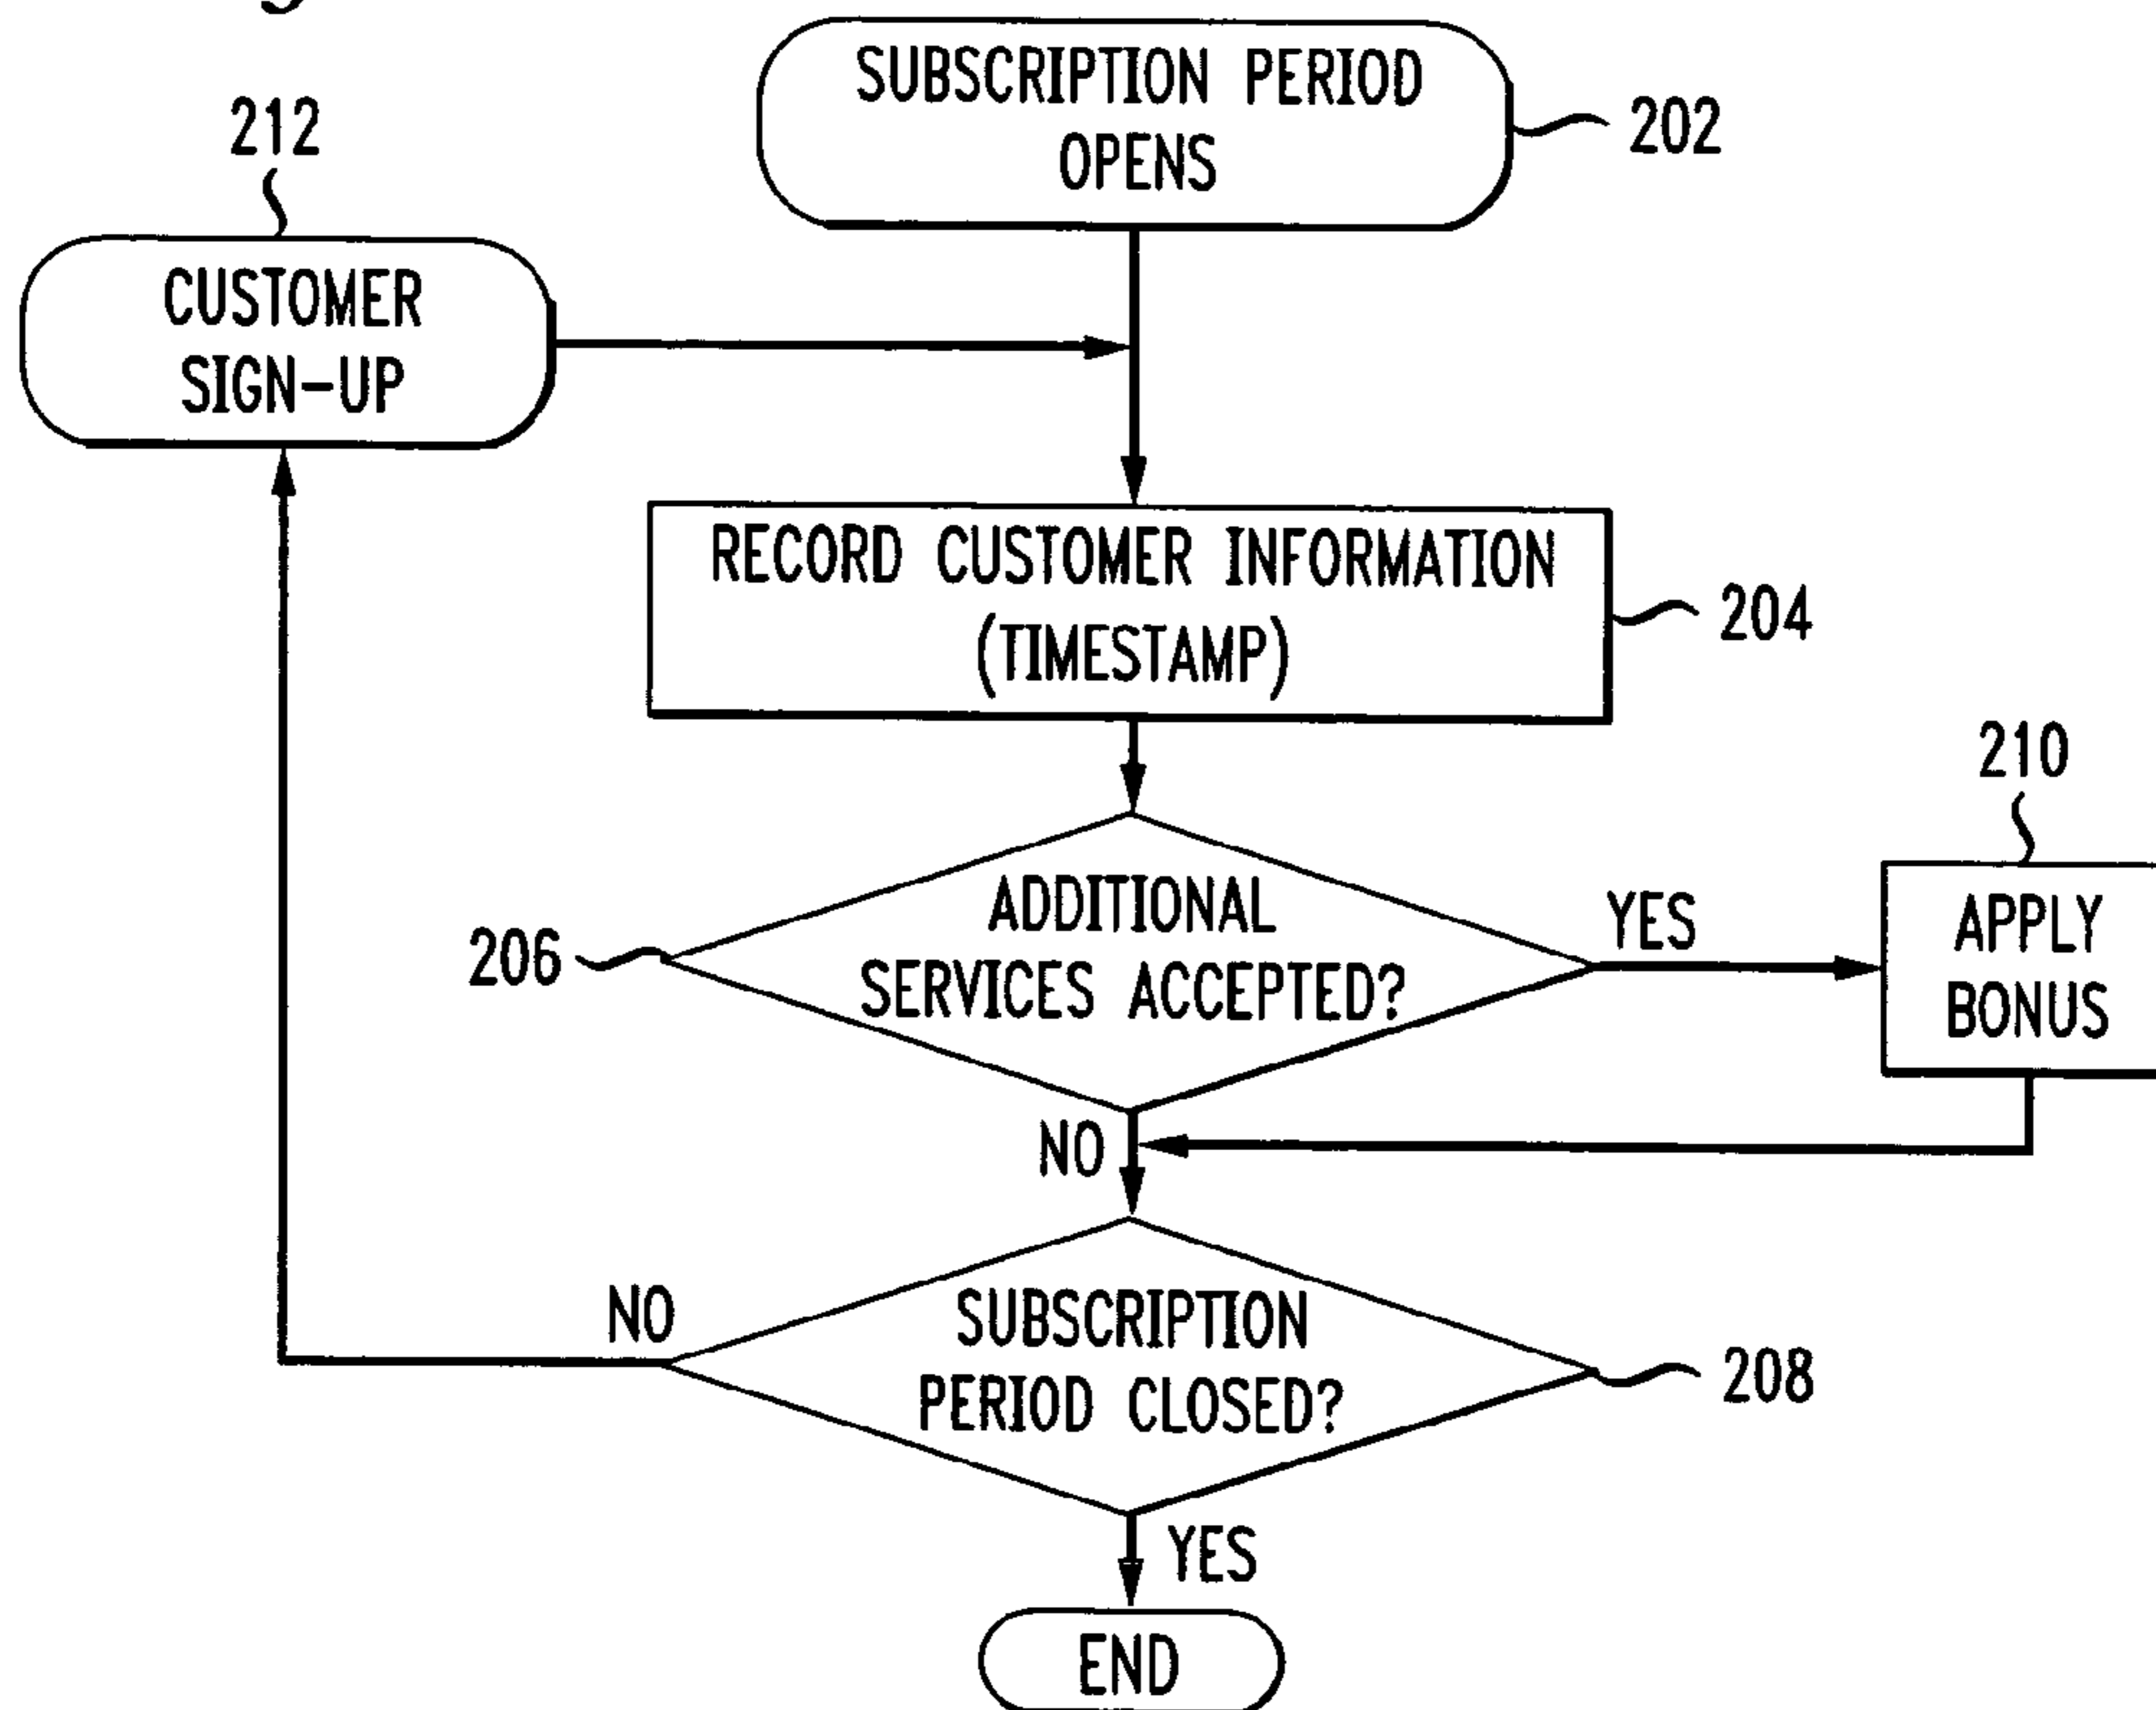 SUBSCRIPTION PERIOD
OPENS
202
212
CUSTOMER
SIGN-UP
RECORD CUSTOMER INFORMATION
(TIMESTAMP)
204
210
ADDITIONAL
SERVICES ACCEPTED?
206
YES
APPLY
BONUS
NO
NO
SUBSCRIPTION
PERIOD CLOSED?
208
YES
END